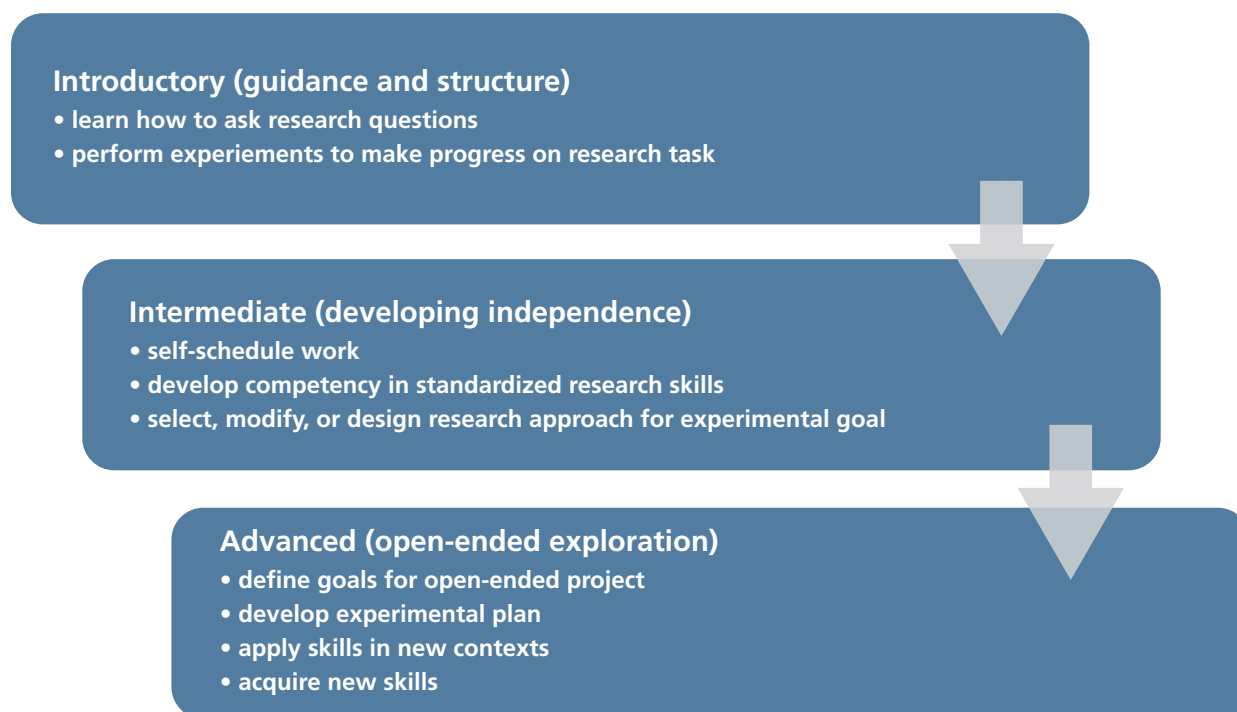 Introductory (guidance and structure)
• learn how to ask research questions
• perform experiements to make progress on research task
Intermediate (developing independence)
• self-schedule work
• develop competency in standardized research skills
• select, modify, or design research approach for experimental goal
Advanced (open-ended exploration)
• define goals for open-ended project
• develop experimental plan
• apply skills in new contexts
• acquire new skills